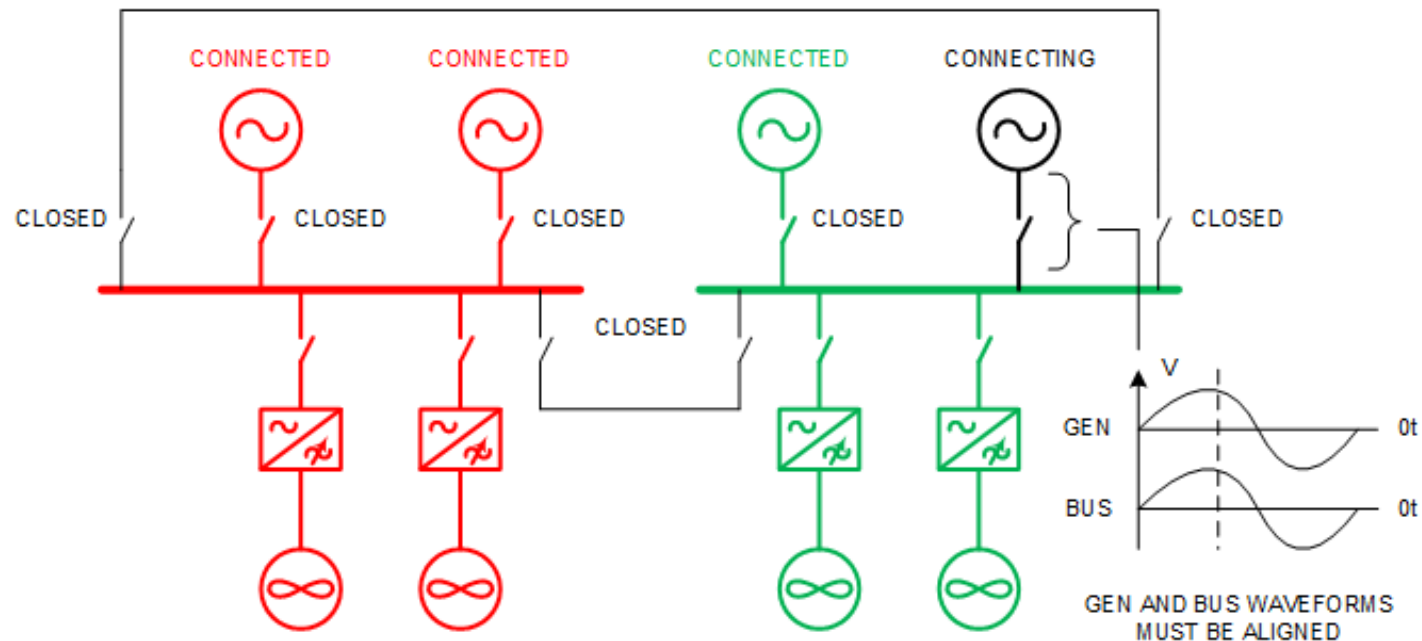 CONNECTED
CONNECTED
CONNECTED
CONNECTING
CLOSED
CLOSED
CLOSED
CLOSED
CLOSED
CLOSED
V
GEN
0t
BUS
0t
GEN AND BUS WAVEFORMS
MUST BE ALIGNED